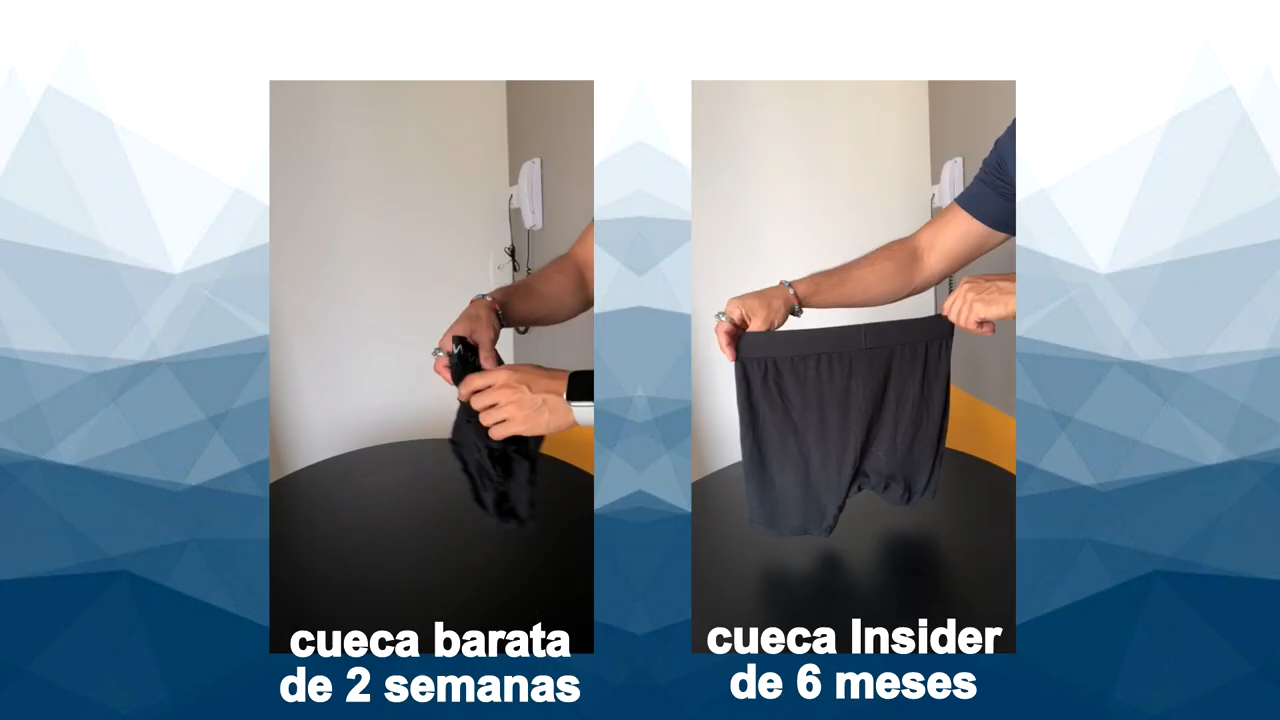 cueca barata
de 2 semanas
cueca Insider
de 6 meses